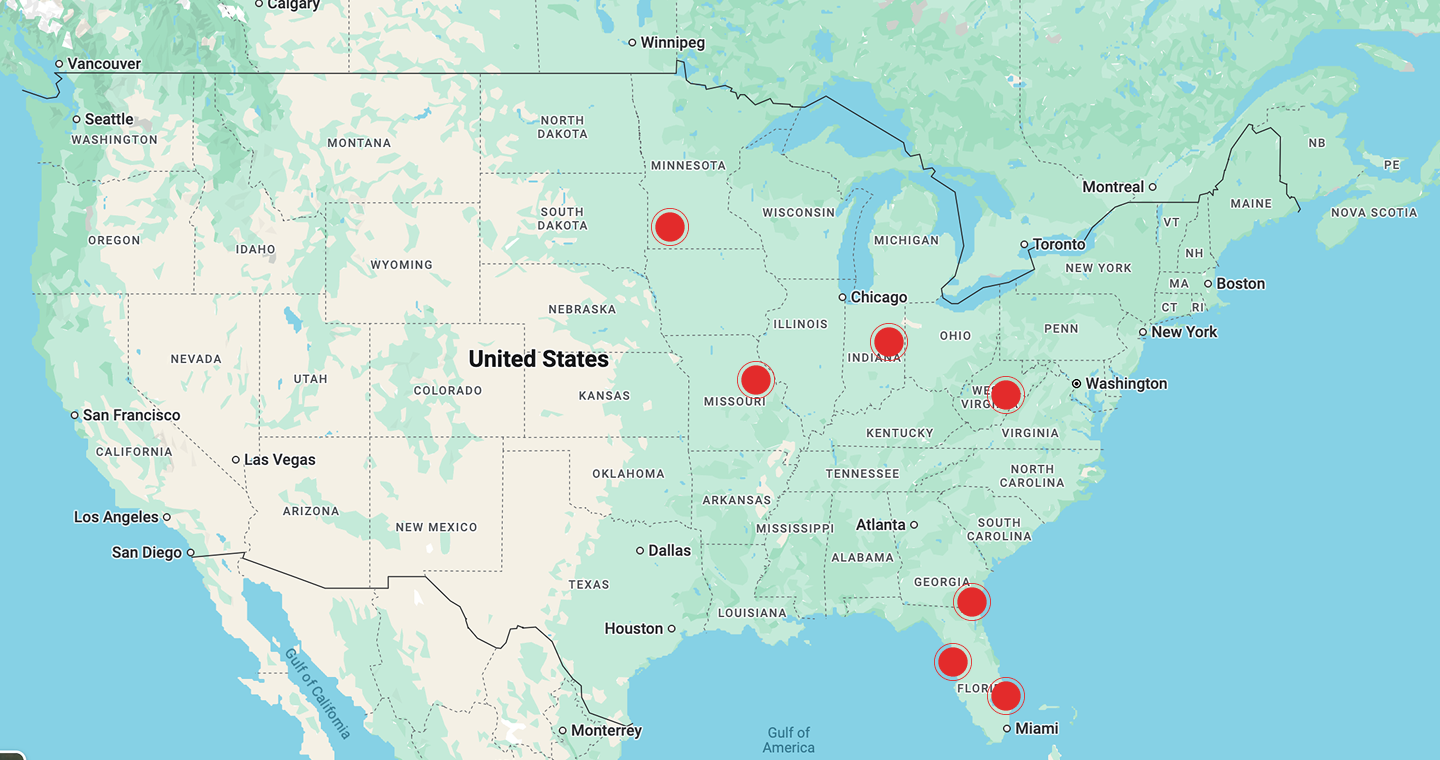 Calgary
Winnipeg
Vancouver
Seattle
WASHINGTON
NORTH
DAKOTA
MONTANA
MINNESOTA
NB
PE
Montreal
MAINE
NOVA SCOTIA
SOUTH
DAKOTA
WISCONSIN
VT
OREGON
IDAHO
MICHIGAN
Toronto
NH
WYOMING
NEW YORK
MA
Boston
Chicago
CT
RI
NEBRASKA
ILLINOIS
OHIO
PENN
New York
United States
NEVADA
INDIANA
UTAH
COLORADO
KANSAS
MISSOURI
WE
VIRGINIA
Washington
San Francisco
CALIFORNIA
KENTUCKY
VIRGINIA
Las Vegas
OKLAHOMA
TENNESSEE
NORTH
CAROLINA
Los Angeles
ARIZONA
NEW MEXICO
ARKANSAS
MISSISSIPPI
Atlanta
SOUTH
CAROLINA
San Diego
Dallas
ALABAMA
TEXAS
GEORGIA
LOUISIANA
Houston
Gulf of California
FLORI
Monterrey
Miami
Gulf of
America